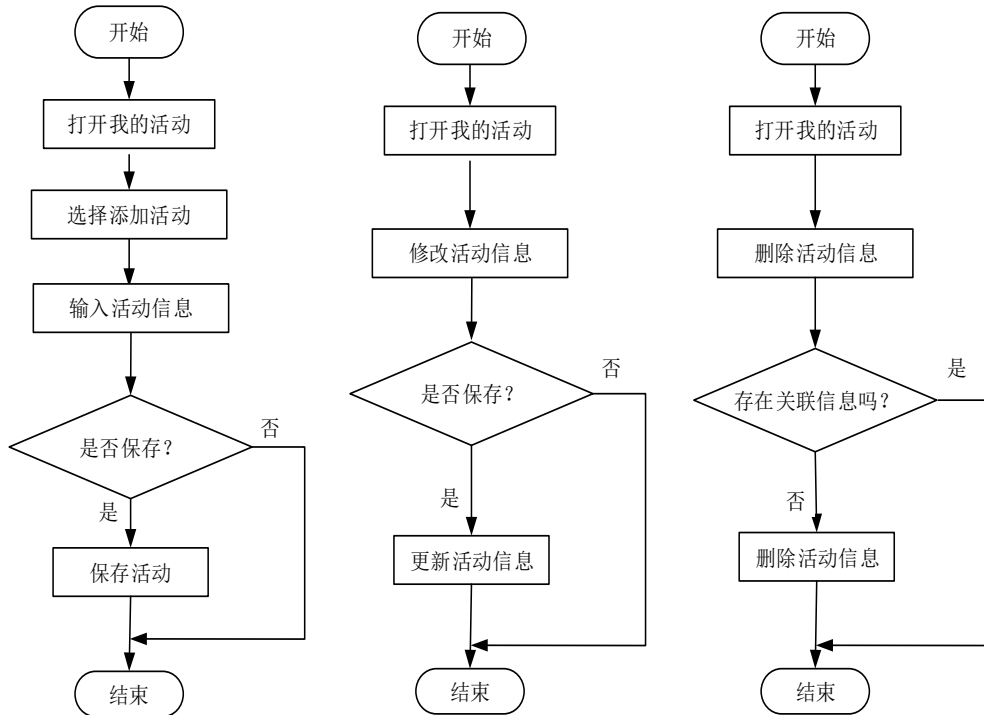 开始
打开我的活动
选择添加活动
输入活动信息
是否保存？
否
是
保存活动
结束
开始
打开我的活动
修改活动信息
是否保存？
否
是
更新活动信息
结束
开始
打开我的活动
删除活动信息
存在关联信息吗？
是
否
删除活动信息
结束